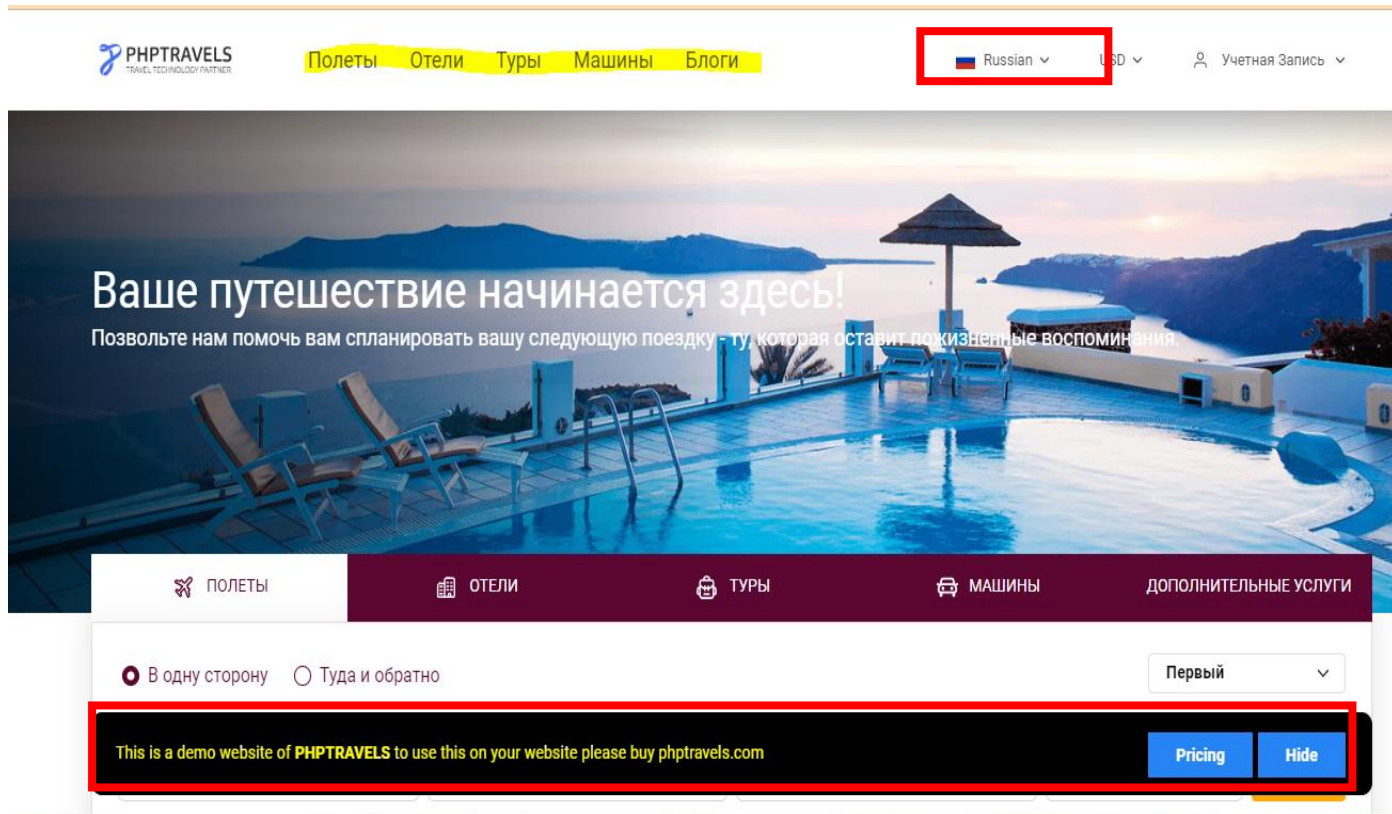 PHPTRAVELS
TRAVEL TECHNOLOGY PARTNER
Полеты Отели Туры Машины Блоги
Russian
USD
Учетная Запись
Ваше путешествие начинается здесь!
Позвольте нам помочь вам спланировать вашу следующую поездку - ту, которая оставит пожизненные воспоминания.
ПОЛЕТЫ
ОТЕЛИ
ТУРЫ
МАШИНЫ
ДОПОЛНИТЕЛЬНЫЕ УСЛУГИ
В одну сторону
Туда и обратно
Первый
This is a demo website of PHPTRAVELS to use this on your website please buy phptravels.com
Pricing
Hide